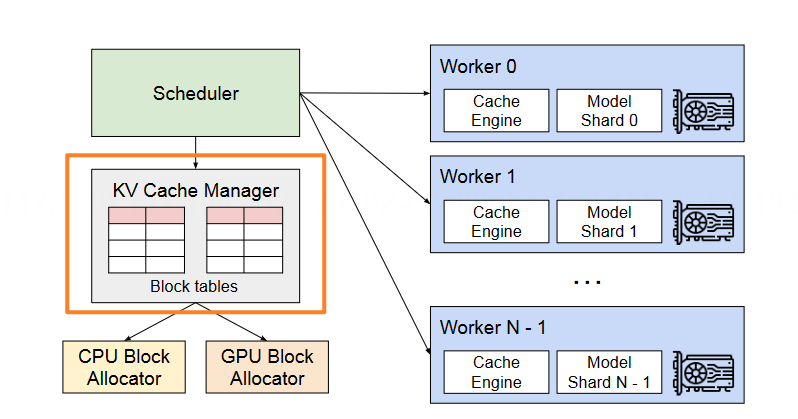 Scheduler
KV Cache Manager
Block tables
CPU Block
Allocator
GPU Block
Allocator
Worker 0
Cache
Engine
Model
Shard 0
Worker 1
Cache
Engine
Model
Shard 1
...
Worker N - 1
Cache
Engine
Model
Shard N - 1